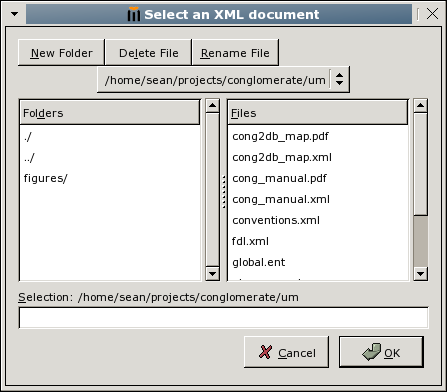 Select an XML document
New Folder Delete File Rename File
/home/sean/projects/conglomerate/um
Folders
./
../
figures/
Files
cong2db_map.pdf
cong2db_map.xml
cong_manual.pdf
cong_manual.xml
conventions.xml
fdl.xml
global.ent
Selection: /home/sean/projects/conglomerate/um
Cancel OK